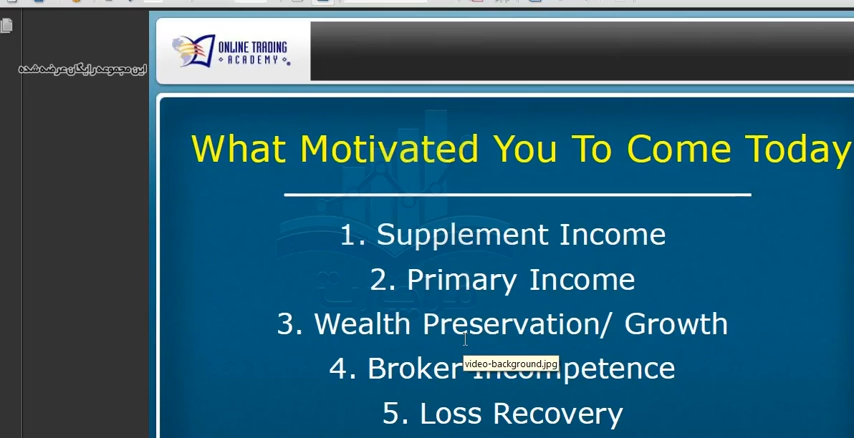 ONLINE TRADING
ACADEMY
این مجموعه رایگان عرضه شده
What Motivated You To Come Today
1. Supplement Income
2. Primary Income
3. Wealth Preservation/ Growth
4. Broker Incompetence
video-background.jpg
5. Loss Recovery